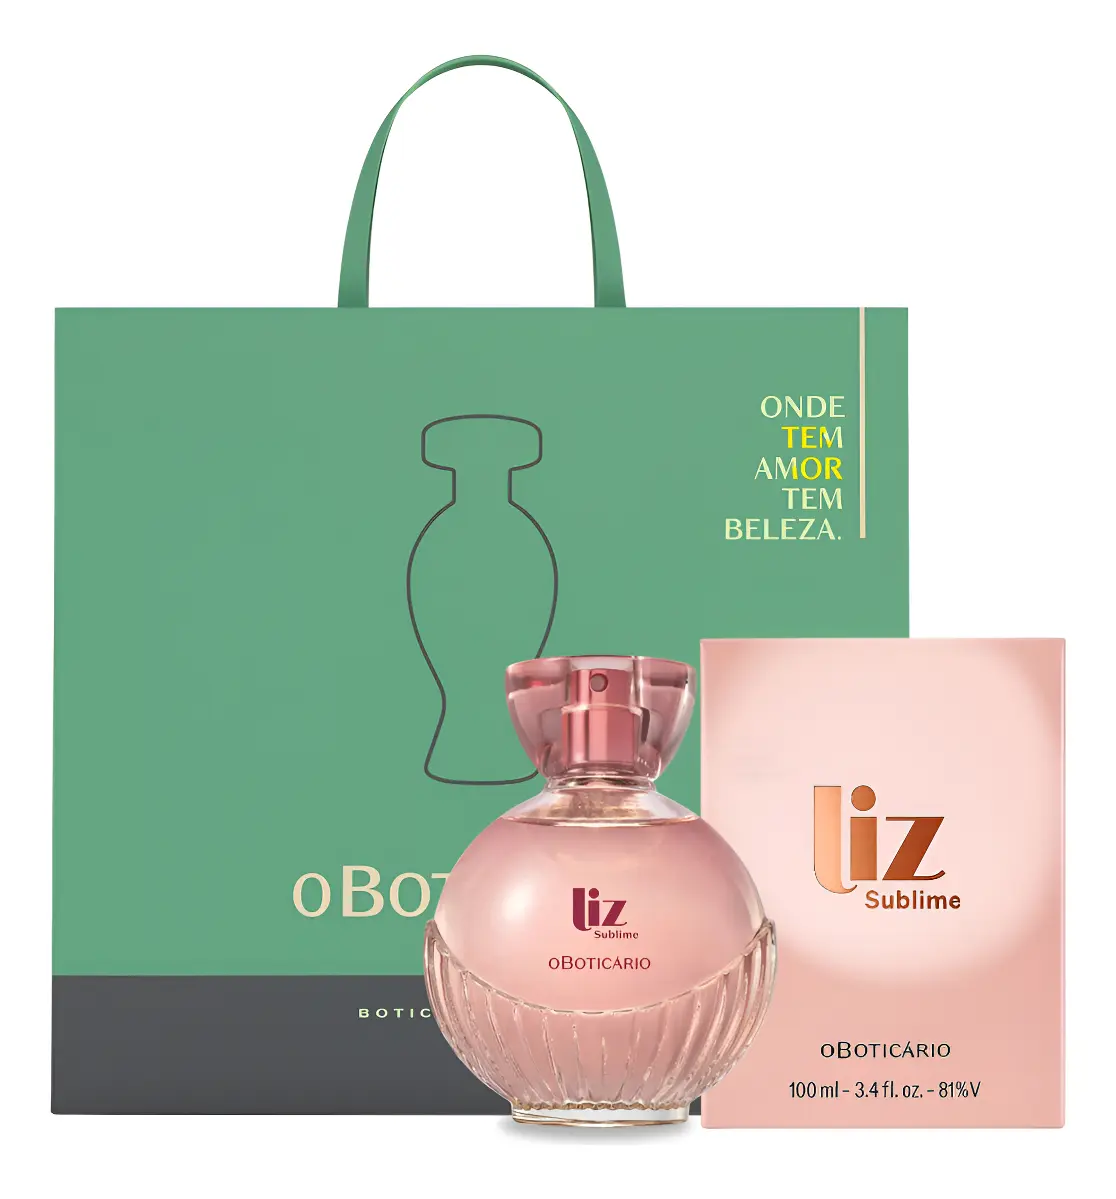 ONDE
TEM
AMOR
TEM
BELEZA.
oBOT
BOTIC
Liz
Sublime
oBOTICÁRIO
Liz
Sublime
oBOTICÁRIO
100 ml - 3.4 fl. oz. - 81%V